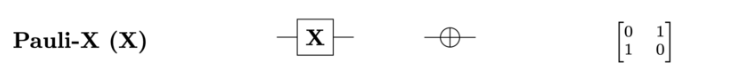 Pauli-X (X) X ⊕ [0 1
1 0]